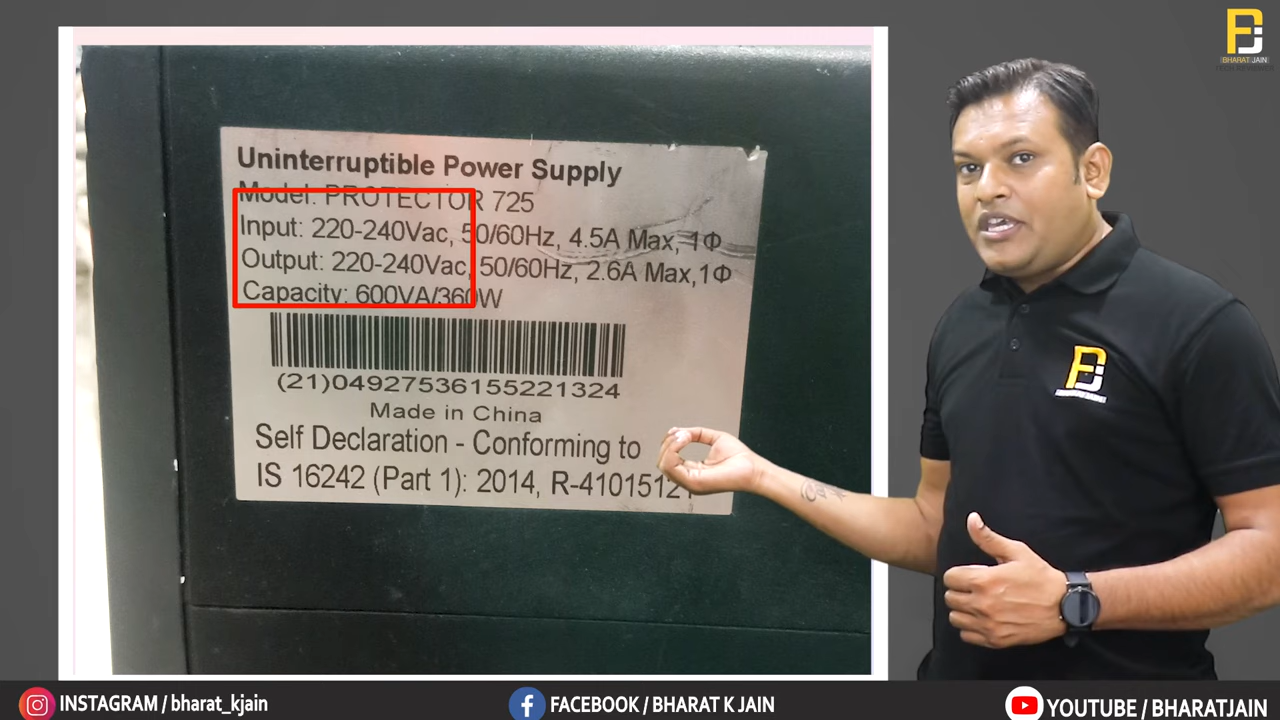 BHARAT JAIN
Uninterruptible Power Supply
Model: PROTECTOR 725
Input: 220-240Vac, 50/60Hz, 4.5A Max, 1Φ
Output: 220-240Vac, 50/60Hz, 2.6A Max,1Φ
Capacity: 600VA/360W
(21)04927536155221324
Made in China
Self Declaration - Conforming to
IS 16242 (Part 1): 2014,
INSTAGRAM / bharat_kjain
FACEBOOK / BHARAT K JAIN
YOUTUBE / BHARATJAIN